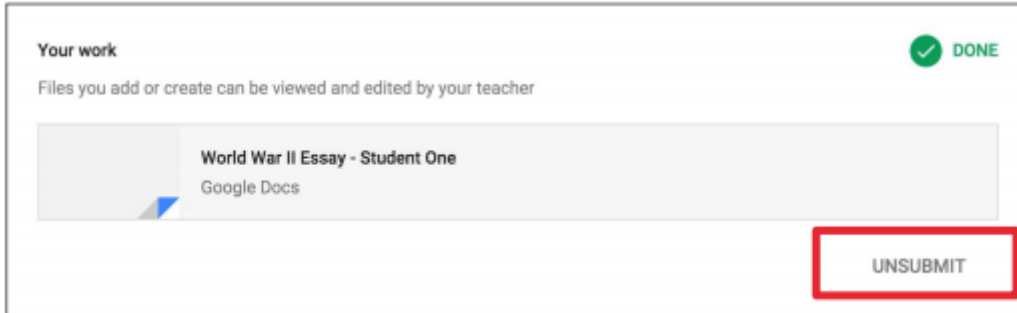 Your work
DONE
Files you add or create can be viewed and edited by your teacher
World War II Essay - Student One
Google Docs
UNSUBMIT